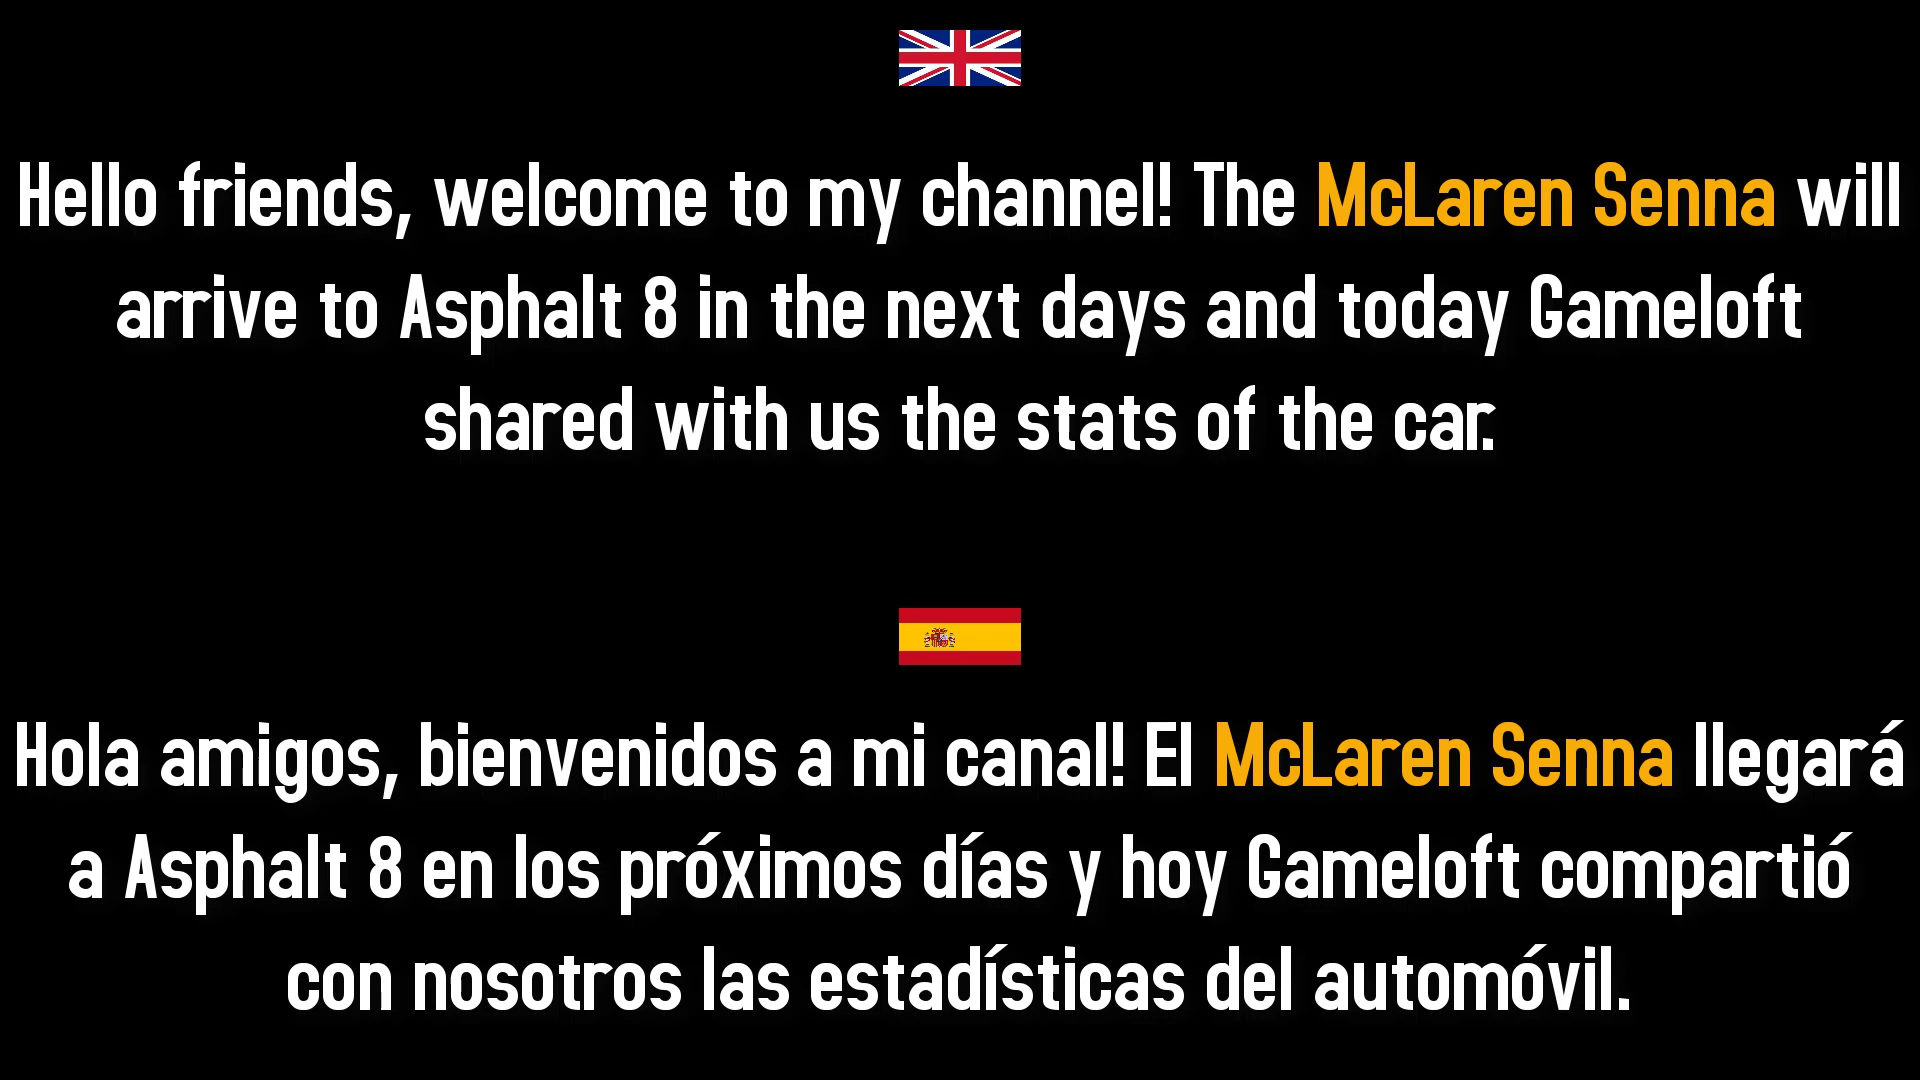 Hello friends, welcome to my channel! The McLaren Senna will
arrive to Asphalt 8 in the next days and today Gameloft
shared with us the stats of the car.
Hola amigos, bienvenidos a mi canal! El McLaren Senna llegará
a Asphalt 8 en los próximos días y hoy Gameloft compartió
con nosotros las estadísticas del automóvil.